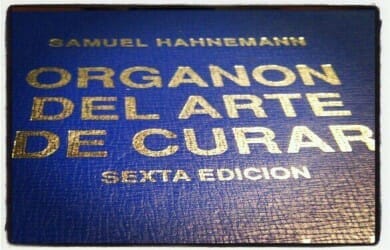 SAMUEL HAHNEMANN
ORGANON
DEL ARTE
DE CURAR
SEXTA EDICION